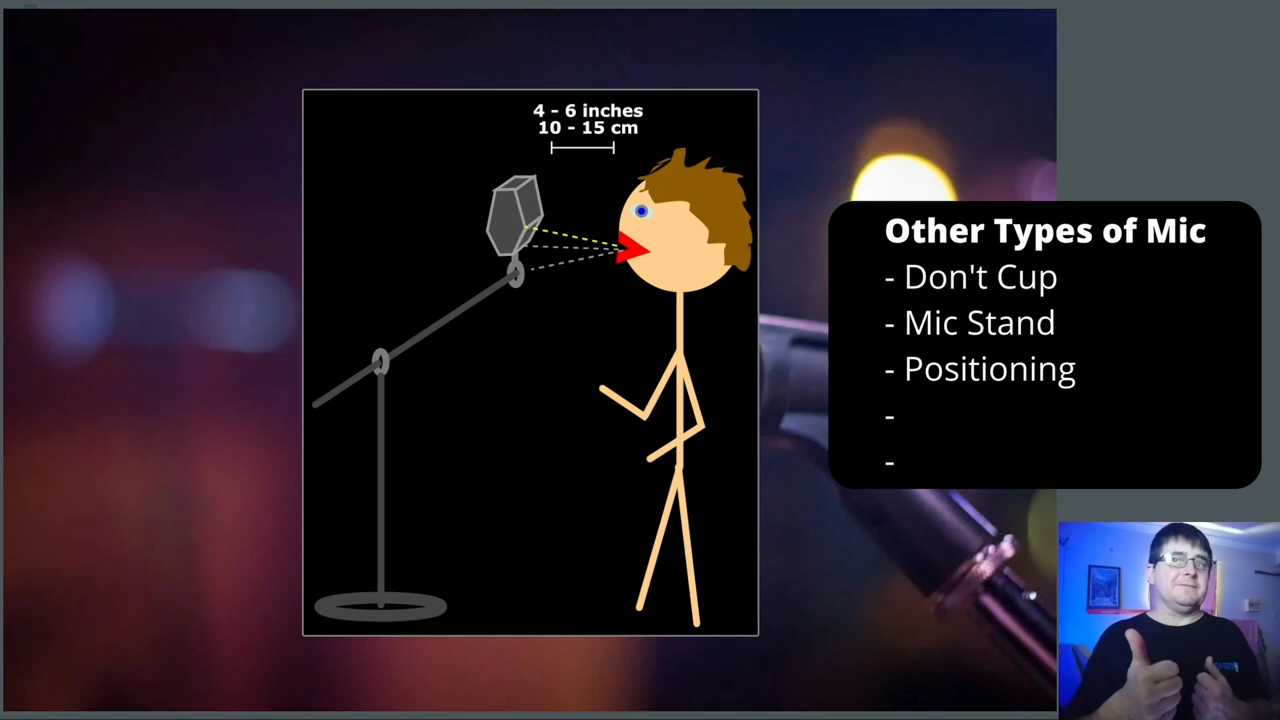 4 - 6 inches
10 - 15 cm
Other Types of Mic
- Don't Cup
- Mic Stand
- Positioning
-
-